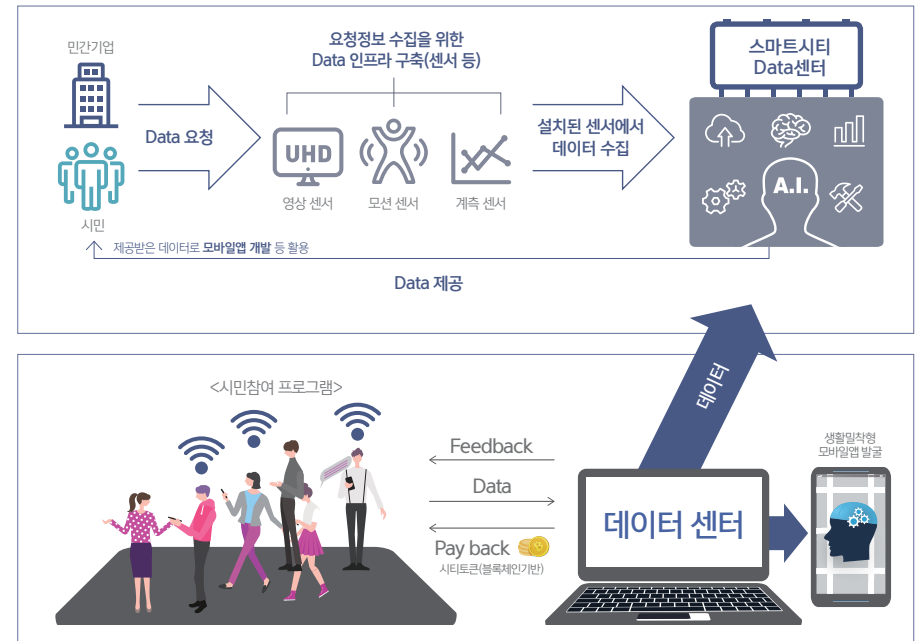 민간기업
시민
Data 요청
요청정보 수집을 위한
Data 인프라 구축(센서 등)
UHD
영상 센서
모션 센서
계측 센서
설치된 센서에서
데이터 수집
스마트시티
Data센터
A.I.
제공받은 데이터로 모바일앱 개발 등 활용
Data 제공
데이터
<시민참여 프로그램>
Feedback
Data
Pay back
시티토큰(블록체인기반)
데이터 센터
생활밀착형
모바일앱 발굴